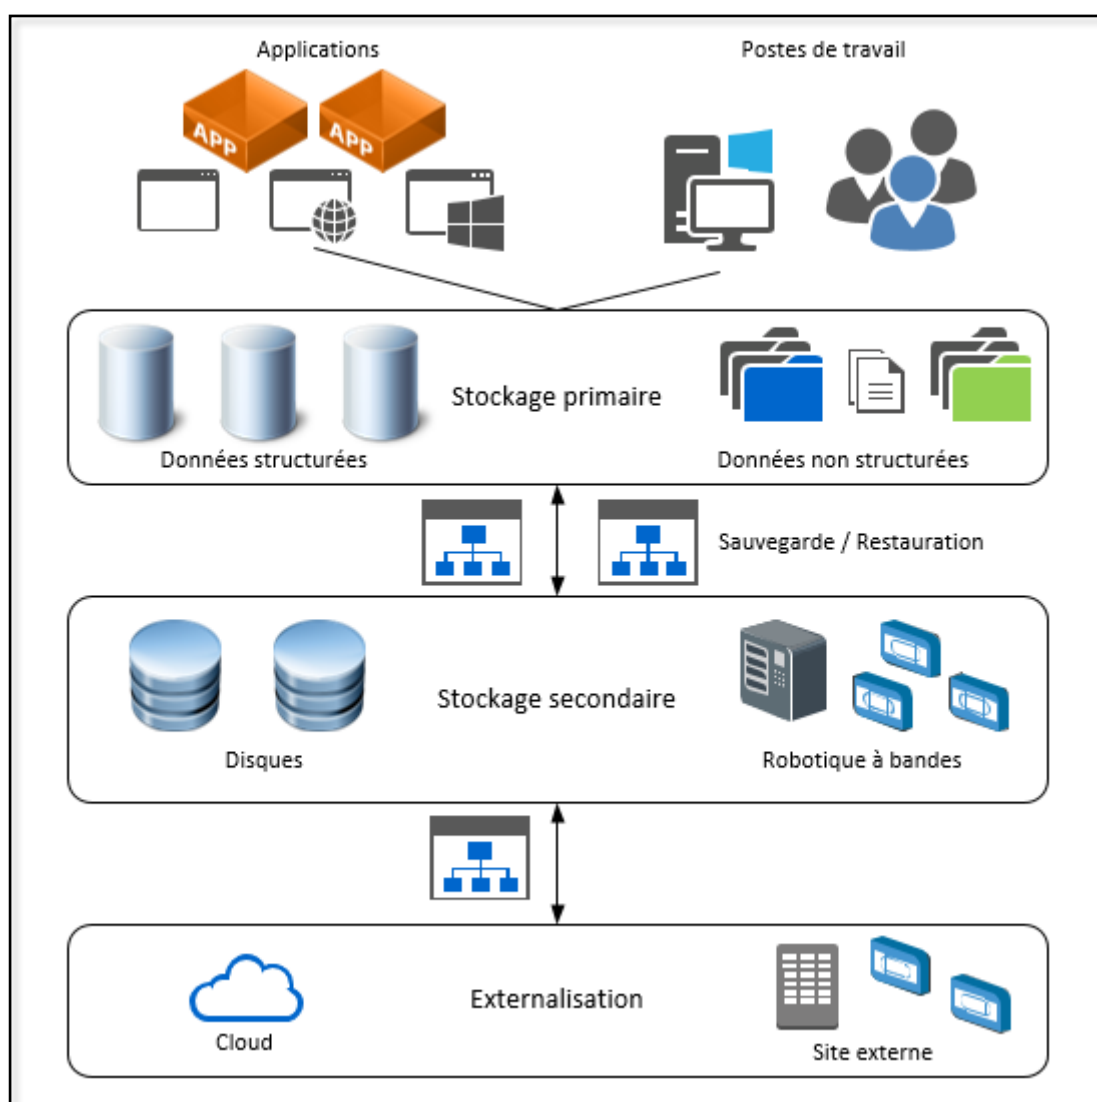 Applications
Postes de travail
APP
APP
Stockage primaire
Données structurées
Données non structurées
Sauvegarde / Restauration
Stockage secondaire
Disques
Robotique à bandes
Externalisation
Cloud
Site externe